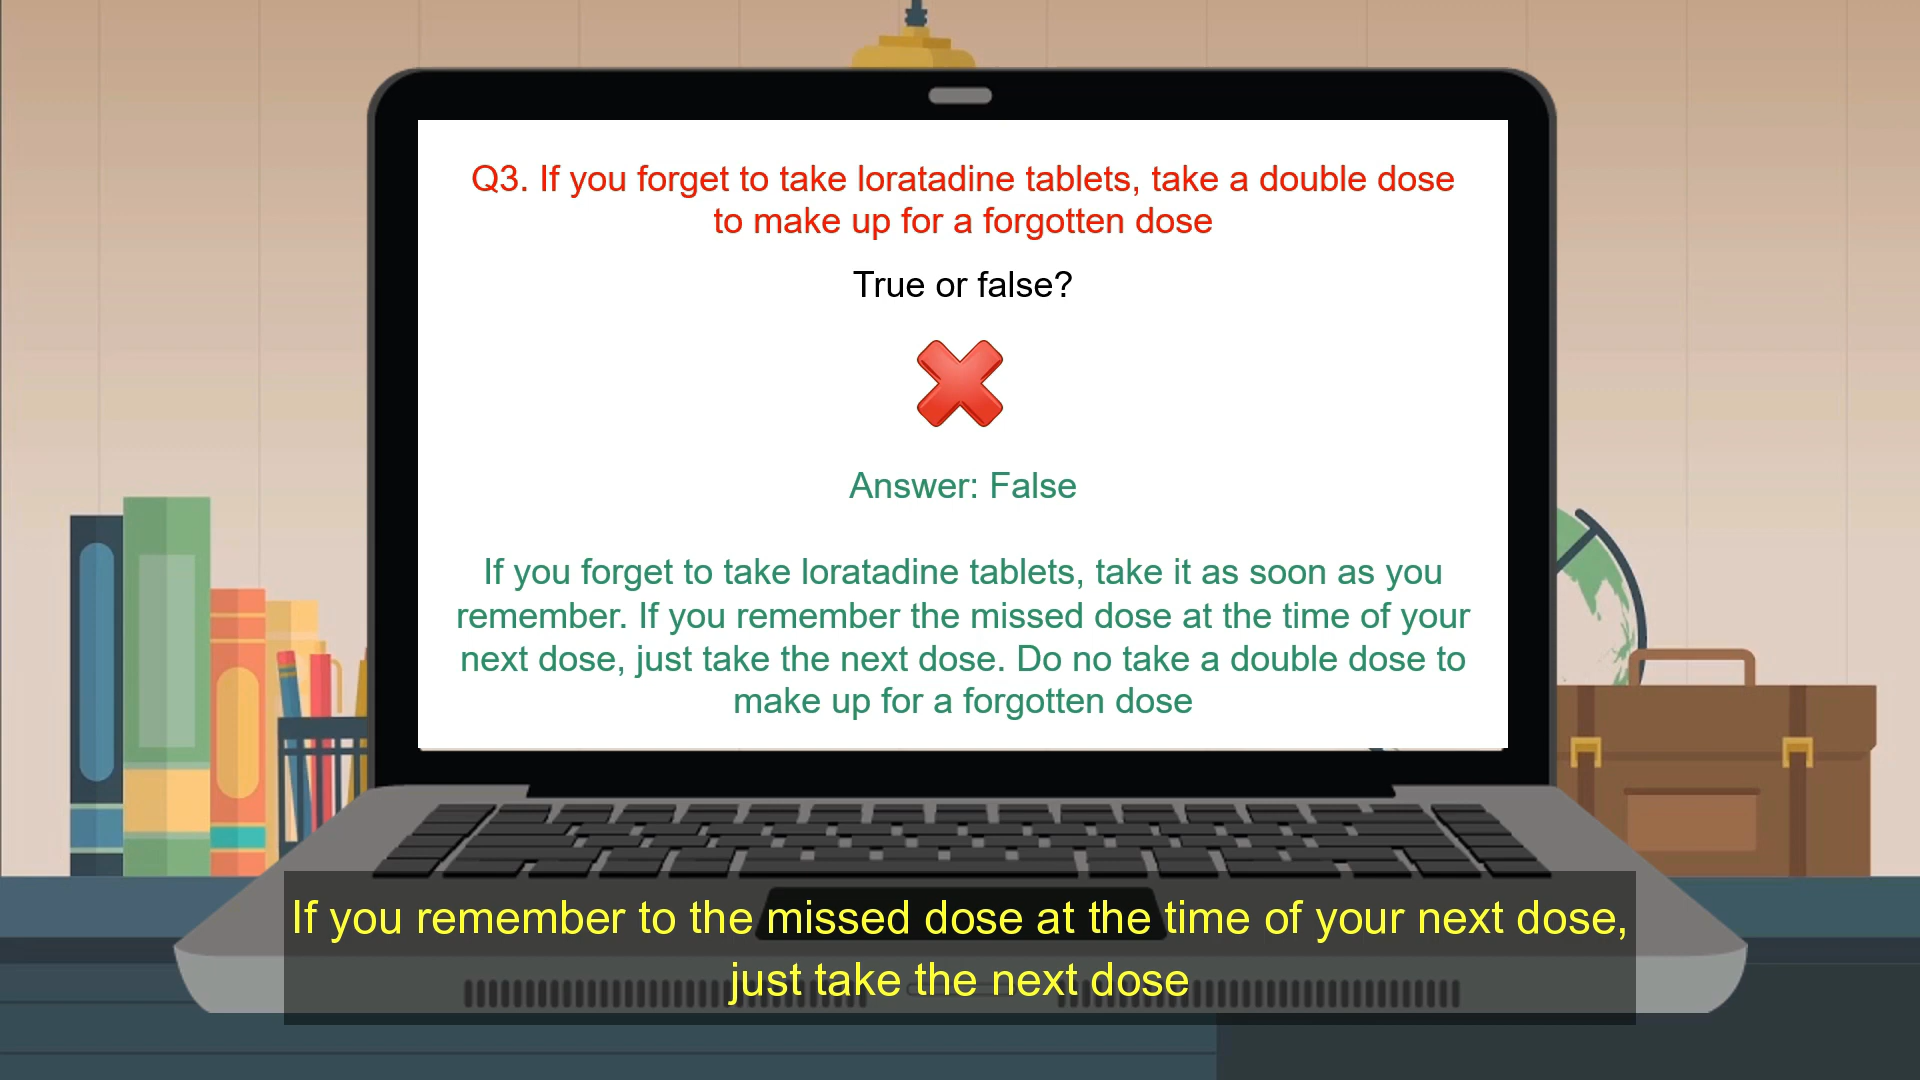 Q3. If you forget to take loratadine tablets, take a double dose
to make up for a forgotten dose
True or false?
Answer: False
If you forget to take loratadine tablets, take it as soon as you
remember. If you remember the missed dose at the time of your
next dose, just take the next dose. Do no take a double dose to
make up for a forgotten dose
If you remember to the missed dose at the time of your next dose,
just take the next dose